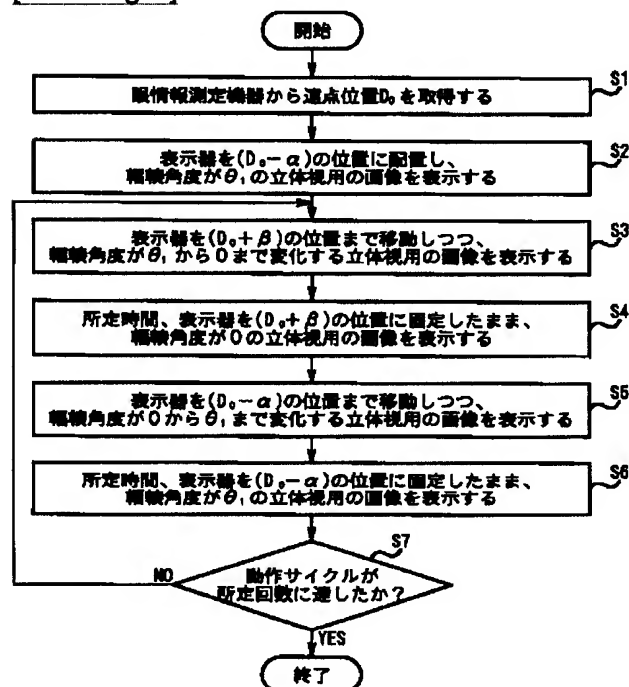 開始
S1
眼情報測定機器から遠点位置D₀を取得する
S2
表示器を(D₀-α)の位置に配置し、
輻輳角度がθ₁の立体視用の画像を表示する
S3
表示器を(D₀+β)の位置まで移動しつつ、
輻輳角度がθ₁から0まで変化する立体視用の画像を表示する
S4
所定時間、表示器を(D₀+β)の位置に固定したまま、
輻輳角度が0の立体視用の画像を表示する
S5
表示器を(D₀-α)の位置まで移動しつつ、
輻輳角度が0からθ₁まで変化する立体視用の画像を表示する
S6
所定時間、表示器を(D₀-α)の位置に固定したまま、
輻輳角度がθ₁の立体視用の画像を表示する
S7
動作サイクルが
所定回数に達したか?
NO
YES
終了